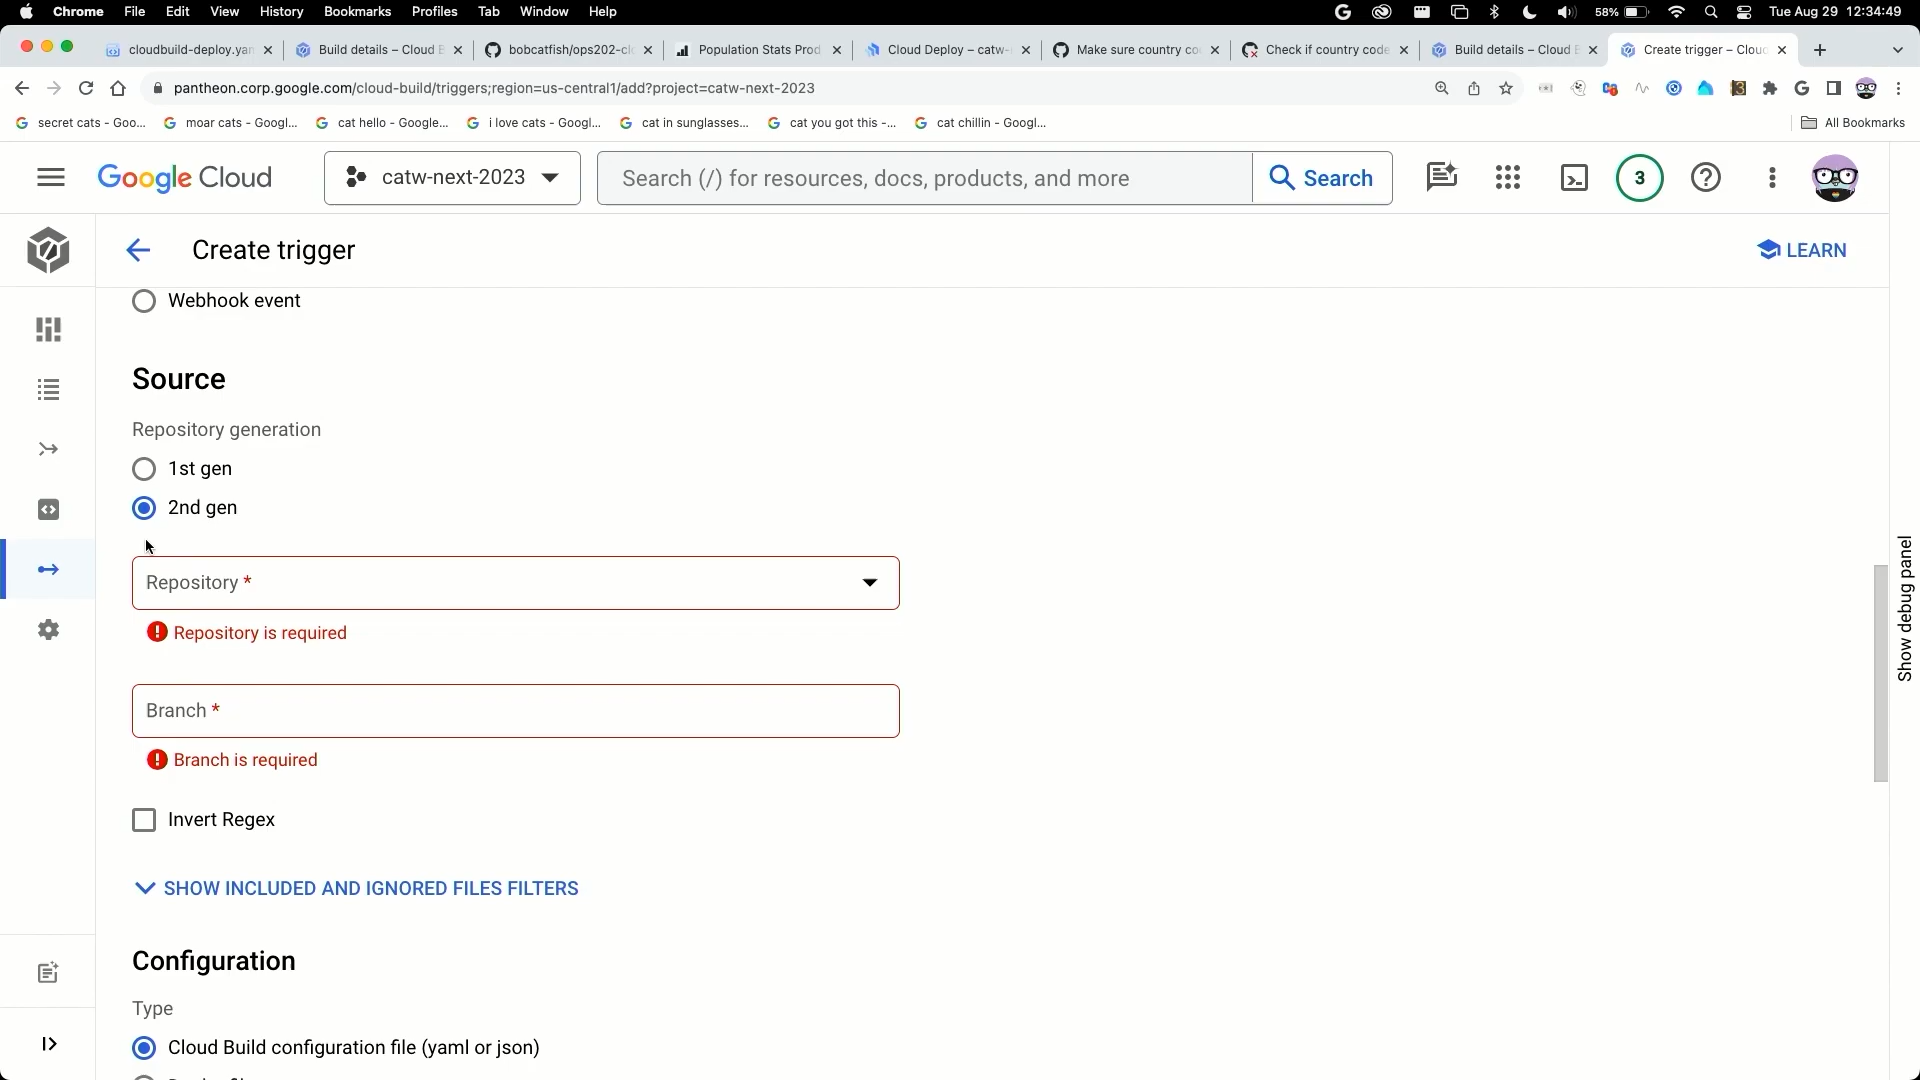 Chrome File Edit View History Bookmarks Profiles Tab Window Help 58% Tue Aug 29 12:34:49
cloudbuild-deploy.yan Build details – Cloud B bobcatfish/ops202-cl Population Stats Prod Cloud Deploy – catw- Make sure country co Check if country code Build details – Cloud B Create trigger – Cloud
pantheon.corp.google.com/cloud-build/triggers;region=us-central1/add?project=catw-next-2023
secret cats - Goo... moar cats - Googl... cat hello - Google... i love cats - Googl... cat in sunglasses... cat you got this -... cat chillin - Googl... All Bookmarks
Google Cloud catw-next-2023 Search (/) for resources, docs, products, and more Search 3
Create trigger LEARN
Webhook event
Source
Repository generation
1st gen
2nd gen
Repository *
Repository is required
Branch *
Branch is required
Invert Regex
SHOW INCLUDED AND IGNORED FILES FILTERS
Configuration
Type
Cloud Build configuration file (yaml or json)
Show debug panel